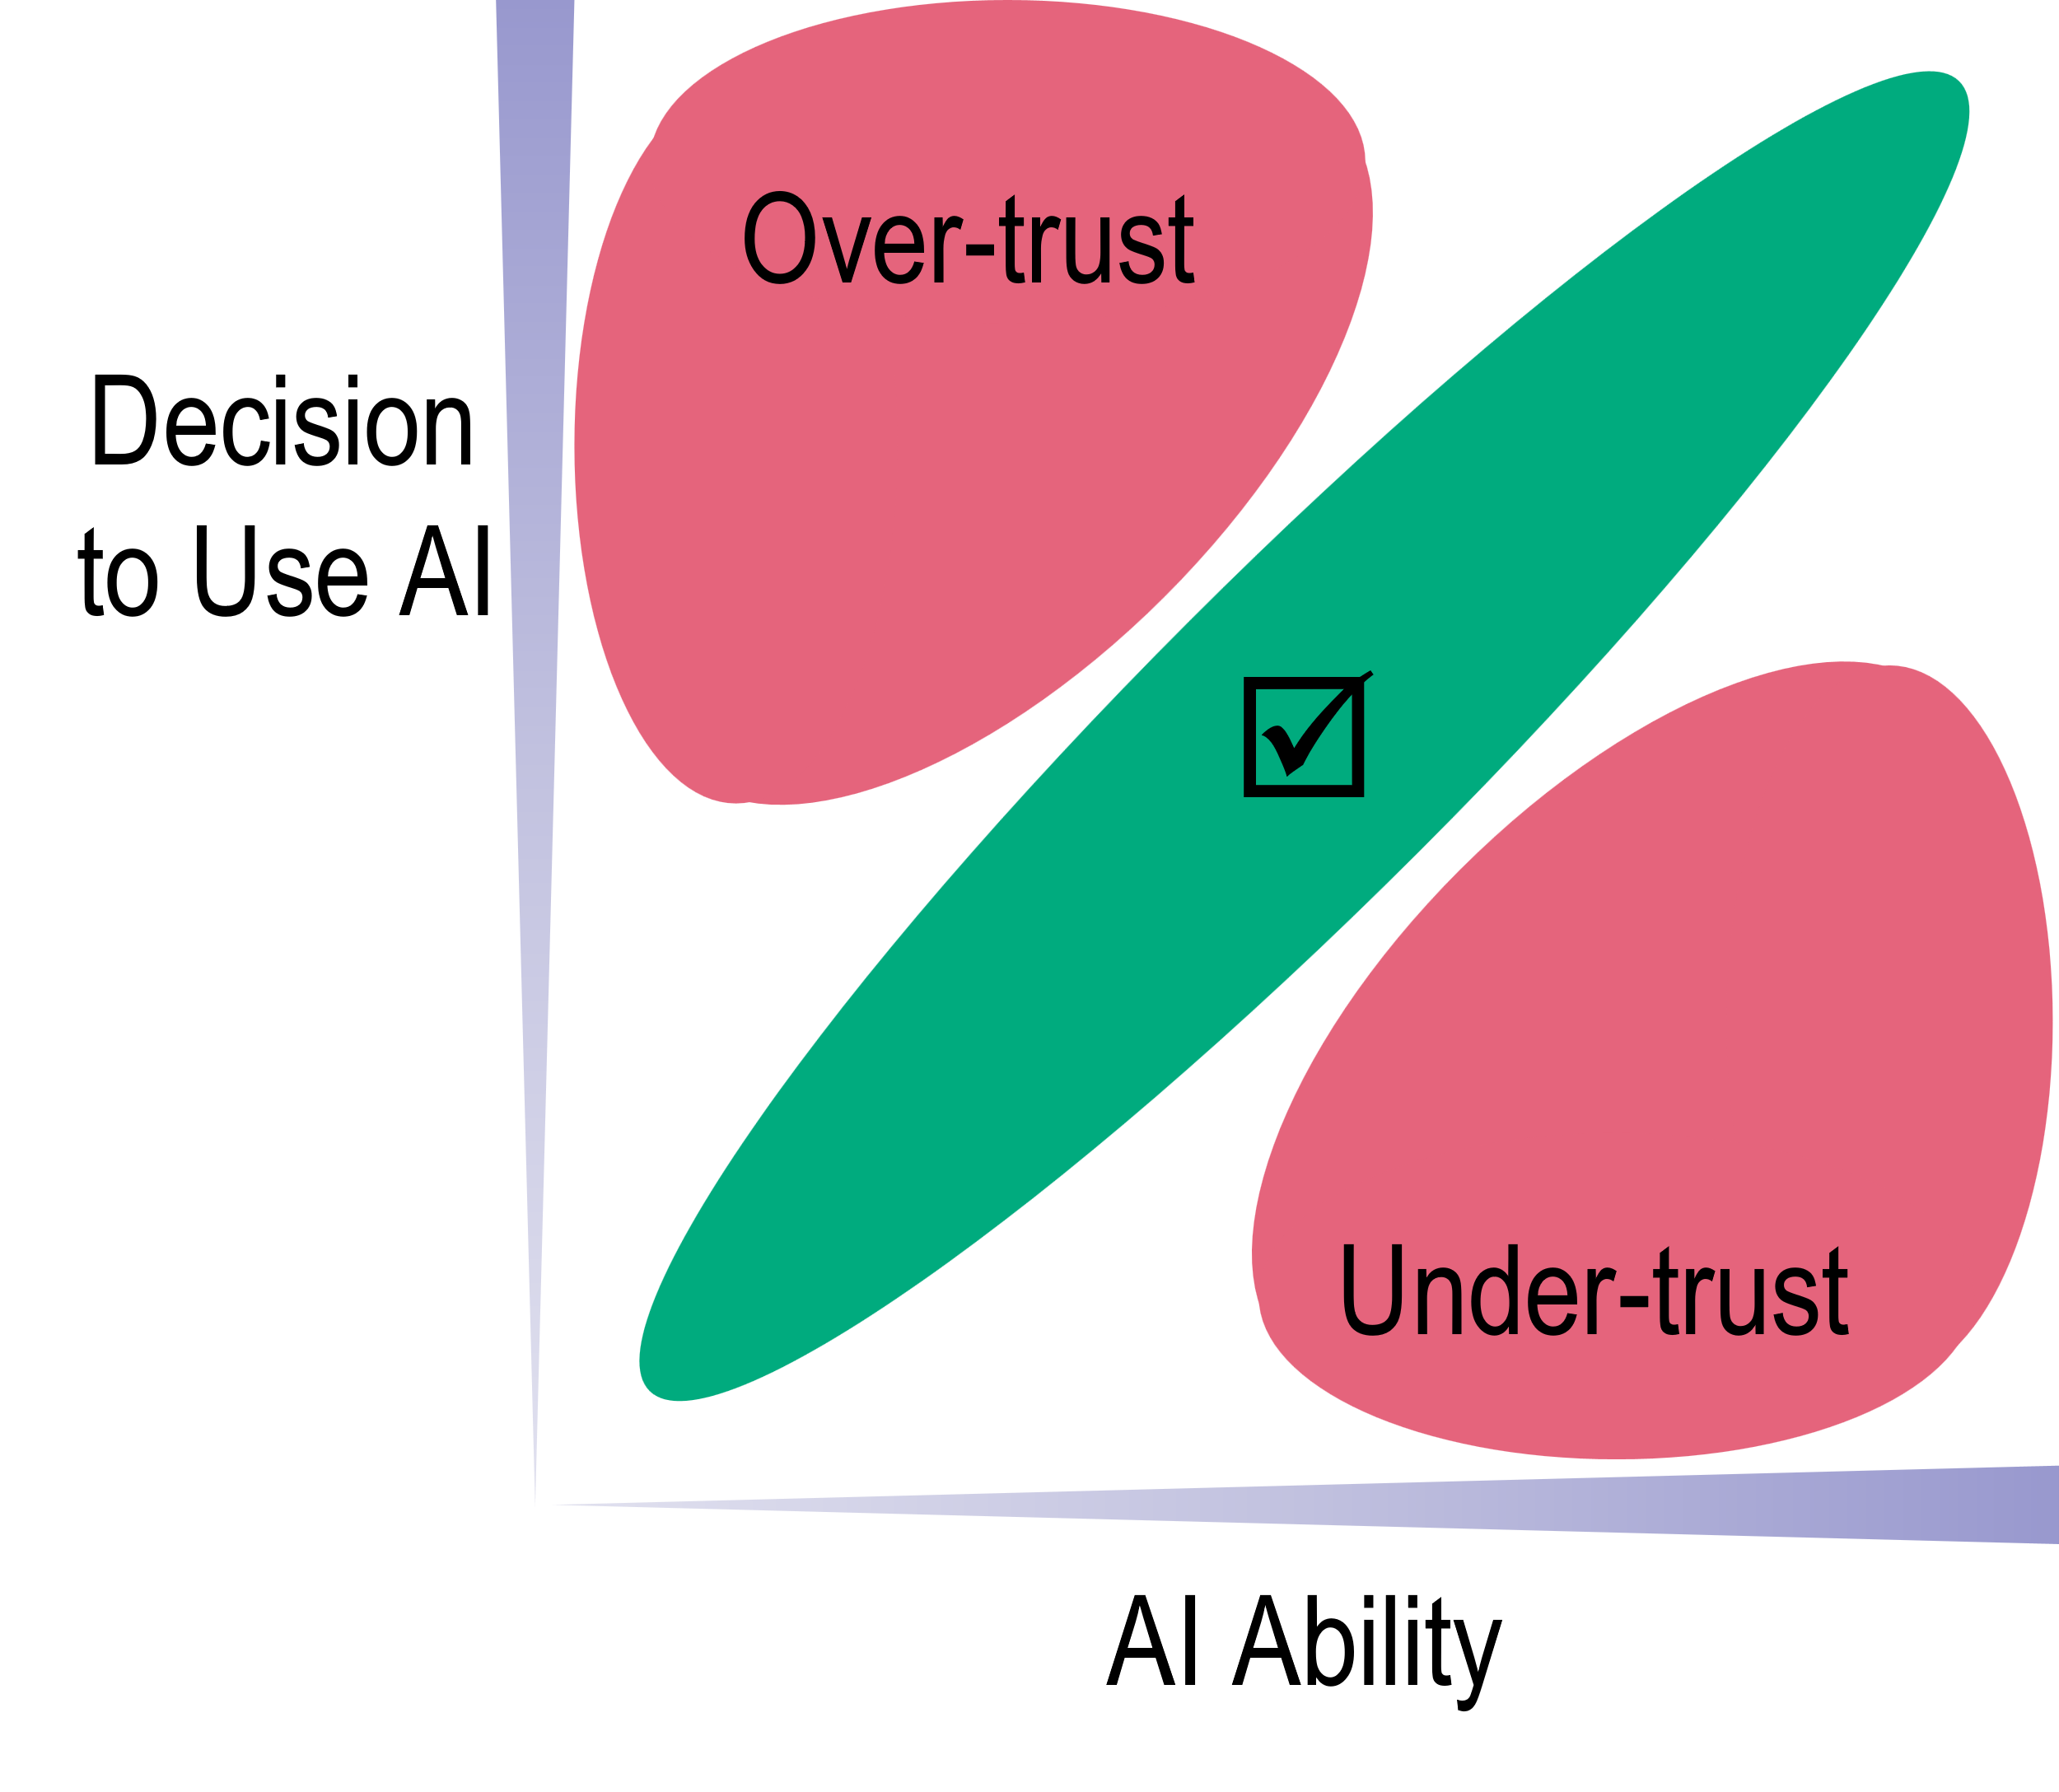 Over-trust
Decision
to Use AI
Under-trust
AI Ability